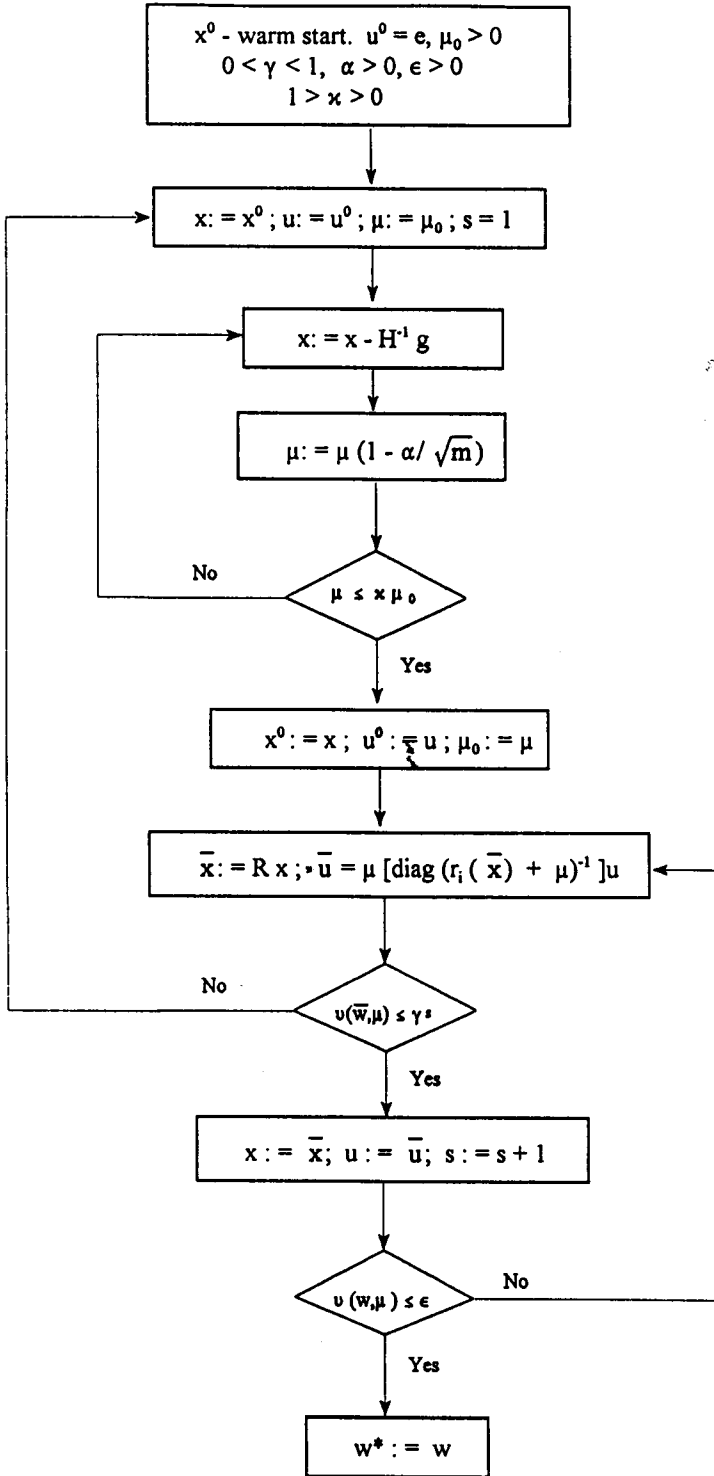 x⁰ - warm start. u⁰ = e, μ₀ > 0
0 < γ < 1, α > 0, ϵ > 0
1 > ϰ > 0
x: = x⁰ ; u: = u⁰ ; μ: = μ₀ ; s = 1
x: = x - H⁻¹ g
μ: = μ (1 - α/ √m)
No
μ ≤ ϰ μ₀
Yes
x⁰ : = x ; u⁰ : = u ; μ₀ : = μ
x̄: = R x ; ū = μ [diag (rᵢ ( x̄) + μ)⁻¹ ]u
No
υ(w̄,μ) ≤ γˢ
Yes
x : = x̄; u : = ū; s : = s + 1
υ (w,μ ) ≤ ϵ
No
Yes
w* : = w